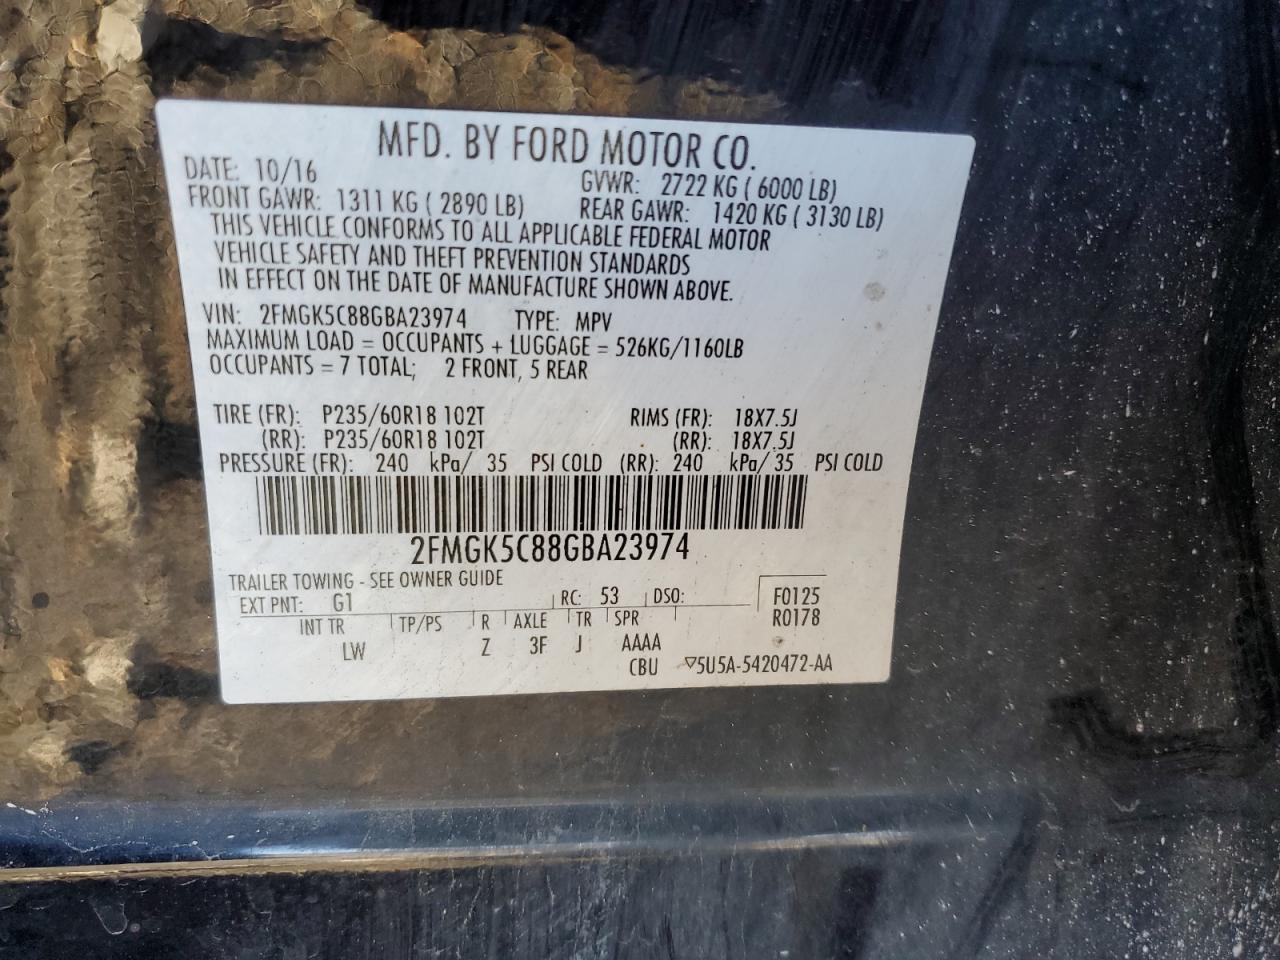 MFD. BY FORD MOTOR CO.
DATE: 10/16 GVWR: 2722 KG ( 6000 LB)
FRONT GAWR: 1311 KG ( 2890 LB) REAR GAWR: 1420 KG ( 3130 LB)
THIS VEHICLE CONFORMS TO ALL APPLICABLE FEDERAL MOTOR
VEHICLE SAFETY AND THEFT PREVENTION STANDARDS
IN EFFECT ON THE DATE OF MANUFACTURE SHOWN ABOVE.
VIN: 2FMGK5C88GBA23974 TYPE: MPV
MAXIMUM LOAD = OCCUPANTS + LUGGAGE = 526KG/1160LB
OCCUPANTS = 7 TOTAL; 2 FRONT, 5 REAR
TIRE (FR): P235/60R18 102T RIMS (FR): 18X7.5J
(RR): P235/60R18 102T (RR): 18X7.5J
PRESSURE (FR): 240 kPa/ 35 PSI COLD (RR): 240 kPa/ 35 PSI COLD
2FMGK5C88GBA23974
TRAILER TOWING - SEE OWNER GUIDE
EXT PNT: G1 RC: 53 DSO: F0125
INT TR TP/PS R AXLE TR SPR R0178
LW Z 3F J AAAA
CBU ▽5U5A-5420472-AA